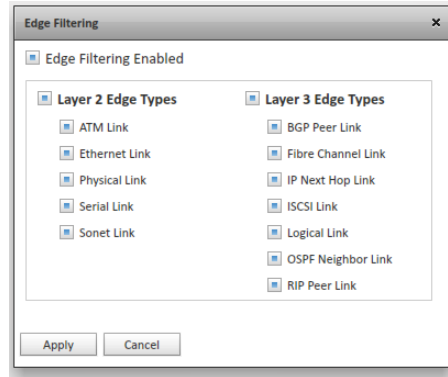 Edge Filtering
Edge Filtering Enabled
Layer 2 Edge Types
ATM Link
Ethernet Link
Physical Link
Serial Link
Sonet Link
Layer 3 Edge Types
BGP Peer Link
Fibre Channel Link
IP Next Hop Link
ISCSI Link
Logical Link
OSPF Neighbor Link
RIP Peer Link
Apply Cancel